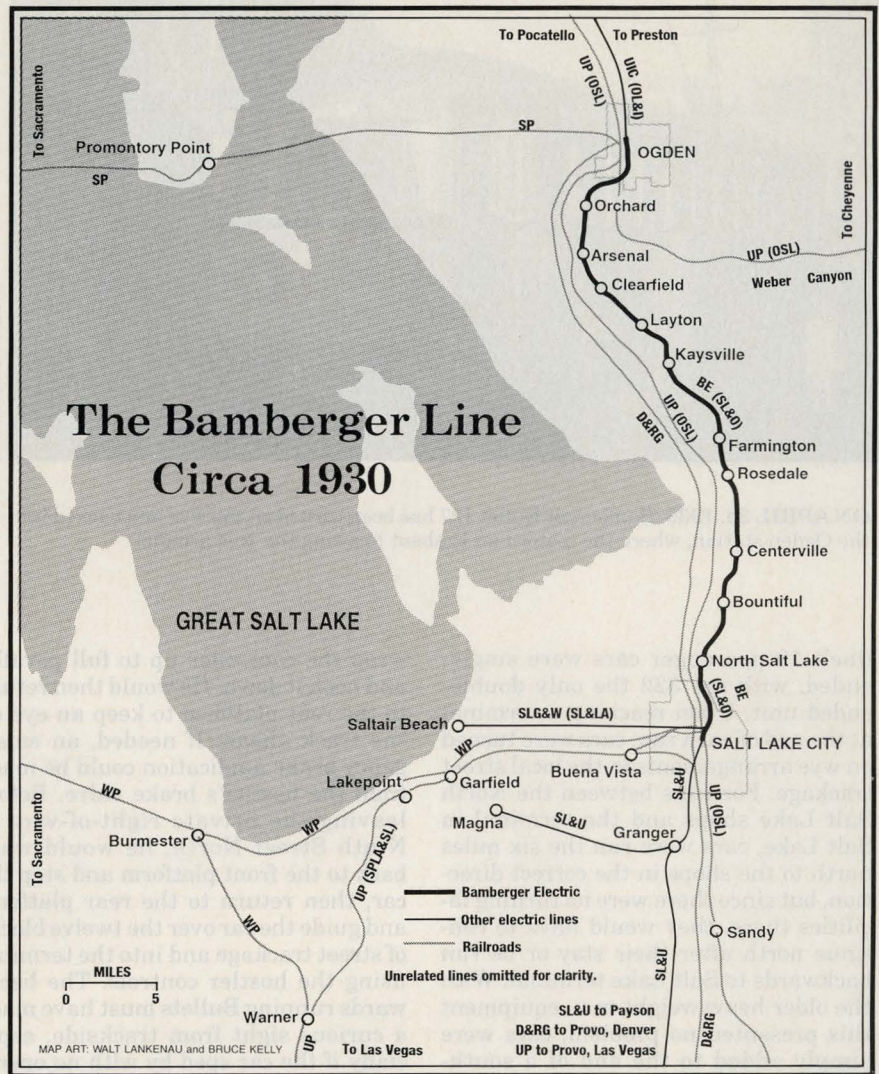 To Pocatello
To Preston
UP (OSL)
UIC (OL&I)
To Sacramento
SP
Promontory Point
SP
OGDEN
To Cheyenne
Orchard
Arsenal
UP (OSL)
Weber Canyon
Clearfield
Layton
Kaysville
BE (SL&O)
UP (OSL)
D&RG
The Bamberger Line
Circa 1930
Farmington
Rosedale
Centerville
Bountiful
GREAT SALT LAKE
North Salt Lake
BE
(SL&O)
Saltair Beach
SLG&W (SL&LA)
SALT LAKE CITY
WP
Buena Vista
Garfield
Lakepoint
SL&U
UP (OSL)
Magna
SL&U
Granger
WP
To Sacramento
Burmester
WP
UP (SPLA&SL)
WP
Bamberger Electric
Other electric lines
Railroads
Unrelated lines omitted for clarity.
Sandy
SL&U
MILES
0 5
Warner
SL&U to Payson
D&RG to Provo, Denver
UP to Provo, Las Vegas
D&RG
UP
To Las Vegas
MAP ART: WALT LANKENAU and BRUCE KELLY